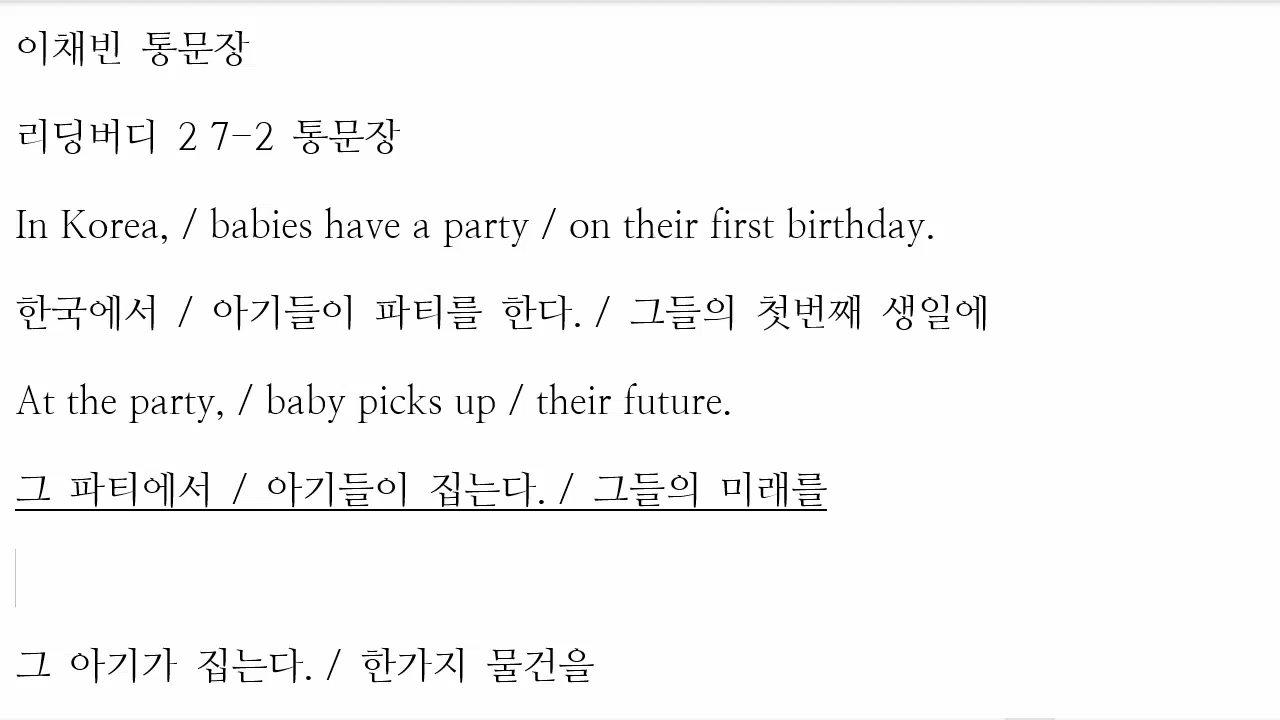 이채빈 통문장
리딩버디 2 7-2 통문장
In Korea, / babies have a party / on their first birthday.
한국에서 / 아기들이 파티를 한다. / 그들의 첫번째 생일에
At the party, / baby picks up / their future.
그 파티에서 / 아기들이 집는다. / 그들의 미래를
그 아기가 집는다. / 한가지 물건을